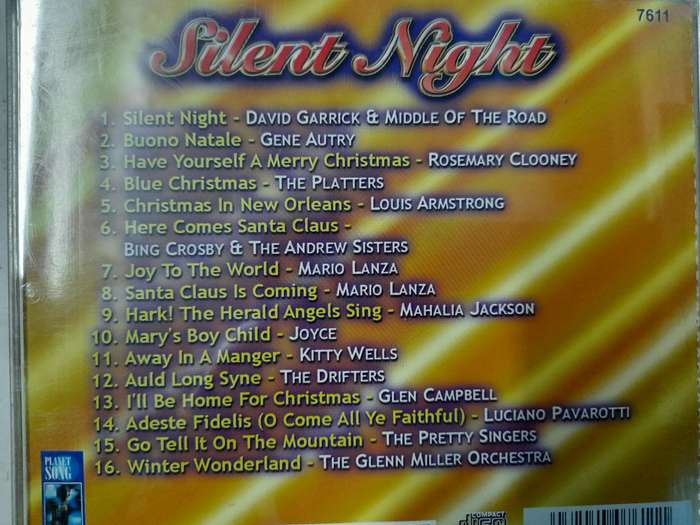 7611
Silent Night
1. Silent Night - DAVID GARRICK & MIDDLE OF THE ROAD
2. Buono Natale - GENE AUTRY
3. Have Yourself A Merry Christmas - ROSEMARY CLOONEY
4. Blue Christmas - THE PLATTERS
5. Christmas In New Orleans - LOUIS ARMSTRONG
6. Here Comes Santa Claus -
BING CROSBY & THE ANDREW SISTERS
7. Joy To The World - MARIO LANZA
8. Santa Claus Is Coming - MARIO LANZA
9. Hark! The Herald Angels Sing - MAHALIA JACKSON
10. Mary's Boy Child - JOYCE
11. Away In A Manger - KITTY WELLS
12. Auld Long Syne - THE DRIFTERS
13. I'll Be Home For Christmas - GLEN CAMPBELL
14. Adeste Fidelis (O Come All Ye Faithful) - LUCIANO PAVAROTTI
15. Go Tell It On The Mountain - THE PRETTY SINGERS
16. Winter Wonderland - THE GLENN MILLER ORCHESTRA
PLANET
SONG
COMPACT
disc